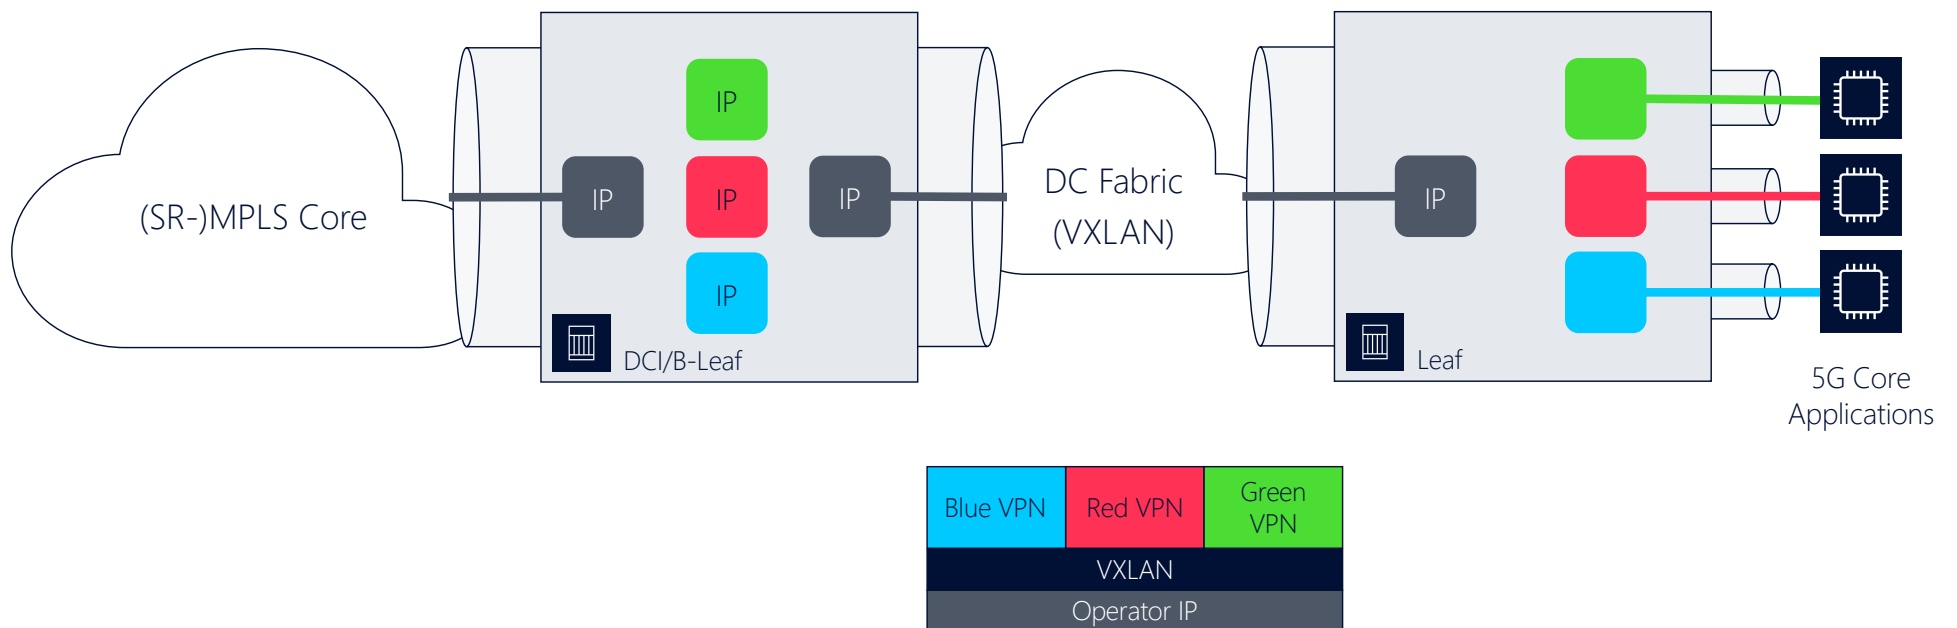 IP
IP
IP
IP
IP
(SR-)MPLS Core
DCI/B-Leaf
DC Fabric
(VXLAN)
IP
Leaf
5G Core
Applications
Blue VPN
Red VPN
Green
VPN
VXLAN
Operator IP